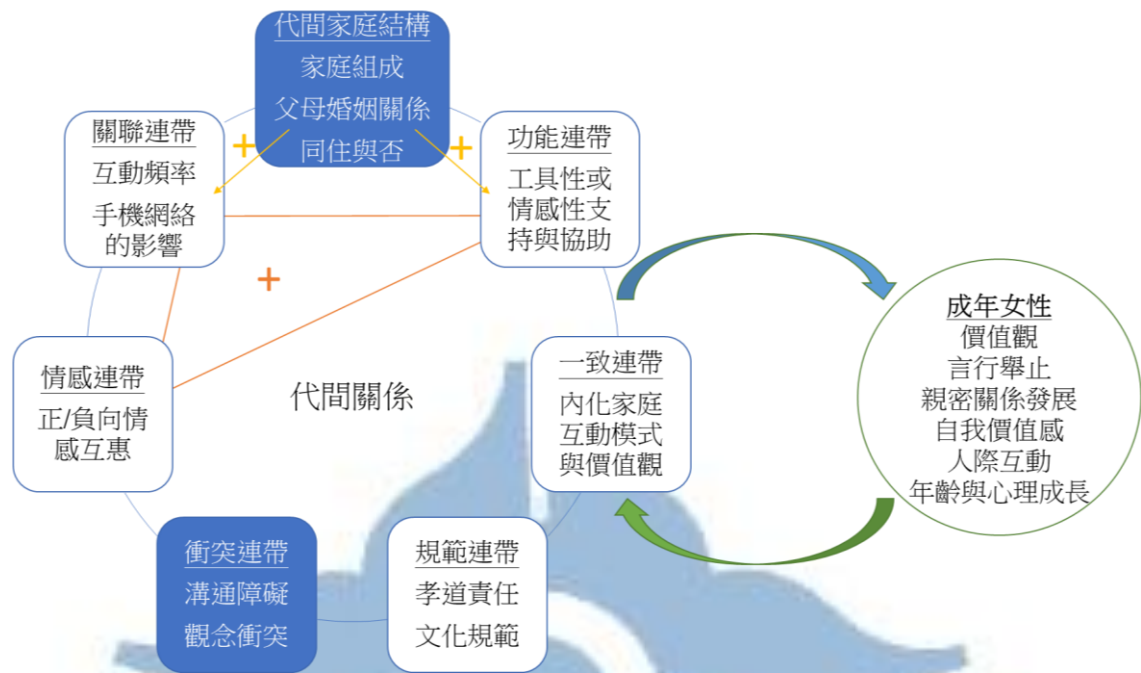 代間家庭結構
家庭組成
父母婚姻關係
同住與否
關聯連帶
互動頻率
手機網絡
的影響
+
+
功能連帶
工具性或
情感性支
持與協助
+
情感連帶
正/負向情
感互惠
代間關係
一致連帶
內化家庭
互動模式
與價值觀
成年女性
價值觀
言行舉止
親密關係發展
自我價值感
人際互動
年齡與心理成長
衝突連帶
溝通障礙
觀念衝突
規範連帶
孝道責任
文化規範